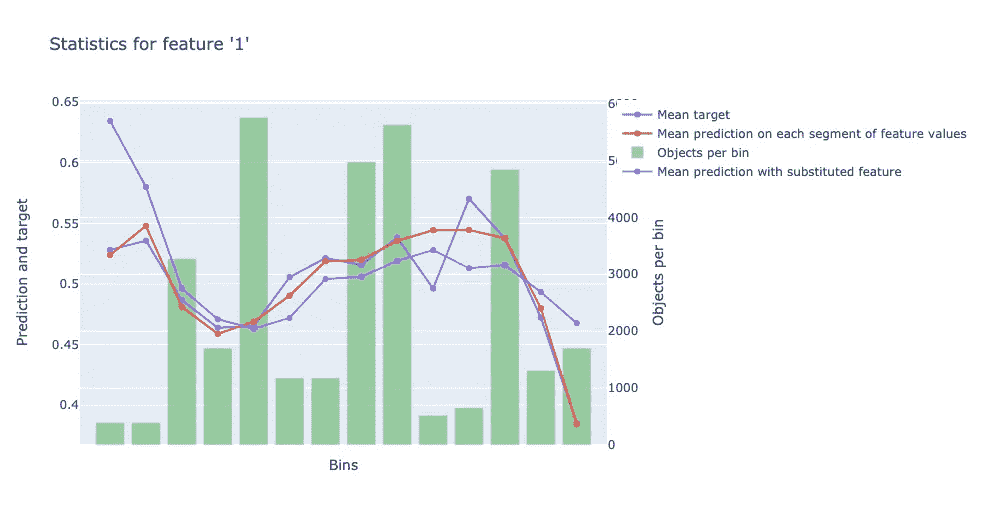 Statistics for feature '1'
0.65
0.6
0.55
0.5
0.45
0.4
Prediction and target
Bins
4000
3000
2000
1000
0
Objects per bin
Mean target
Mean prediction on each segment of feature values
Objects per bin
Mean prediction with substituted feature